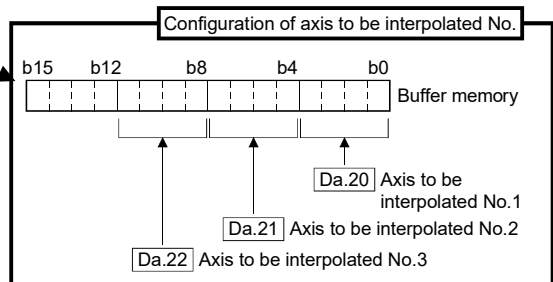 Configuration of axis to be interpolated No.
b15 b12 b8 b4 b0
Buffer memory
Da.20 Axis to be
interpolated No.1
Da.21 Axis to be interpolated No.2
Da.22 Axis to be interpolated No.3